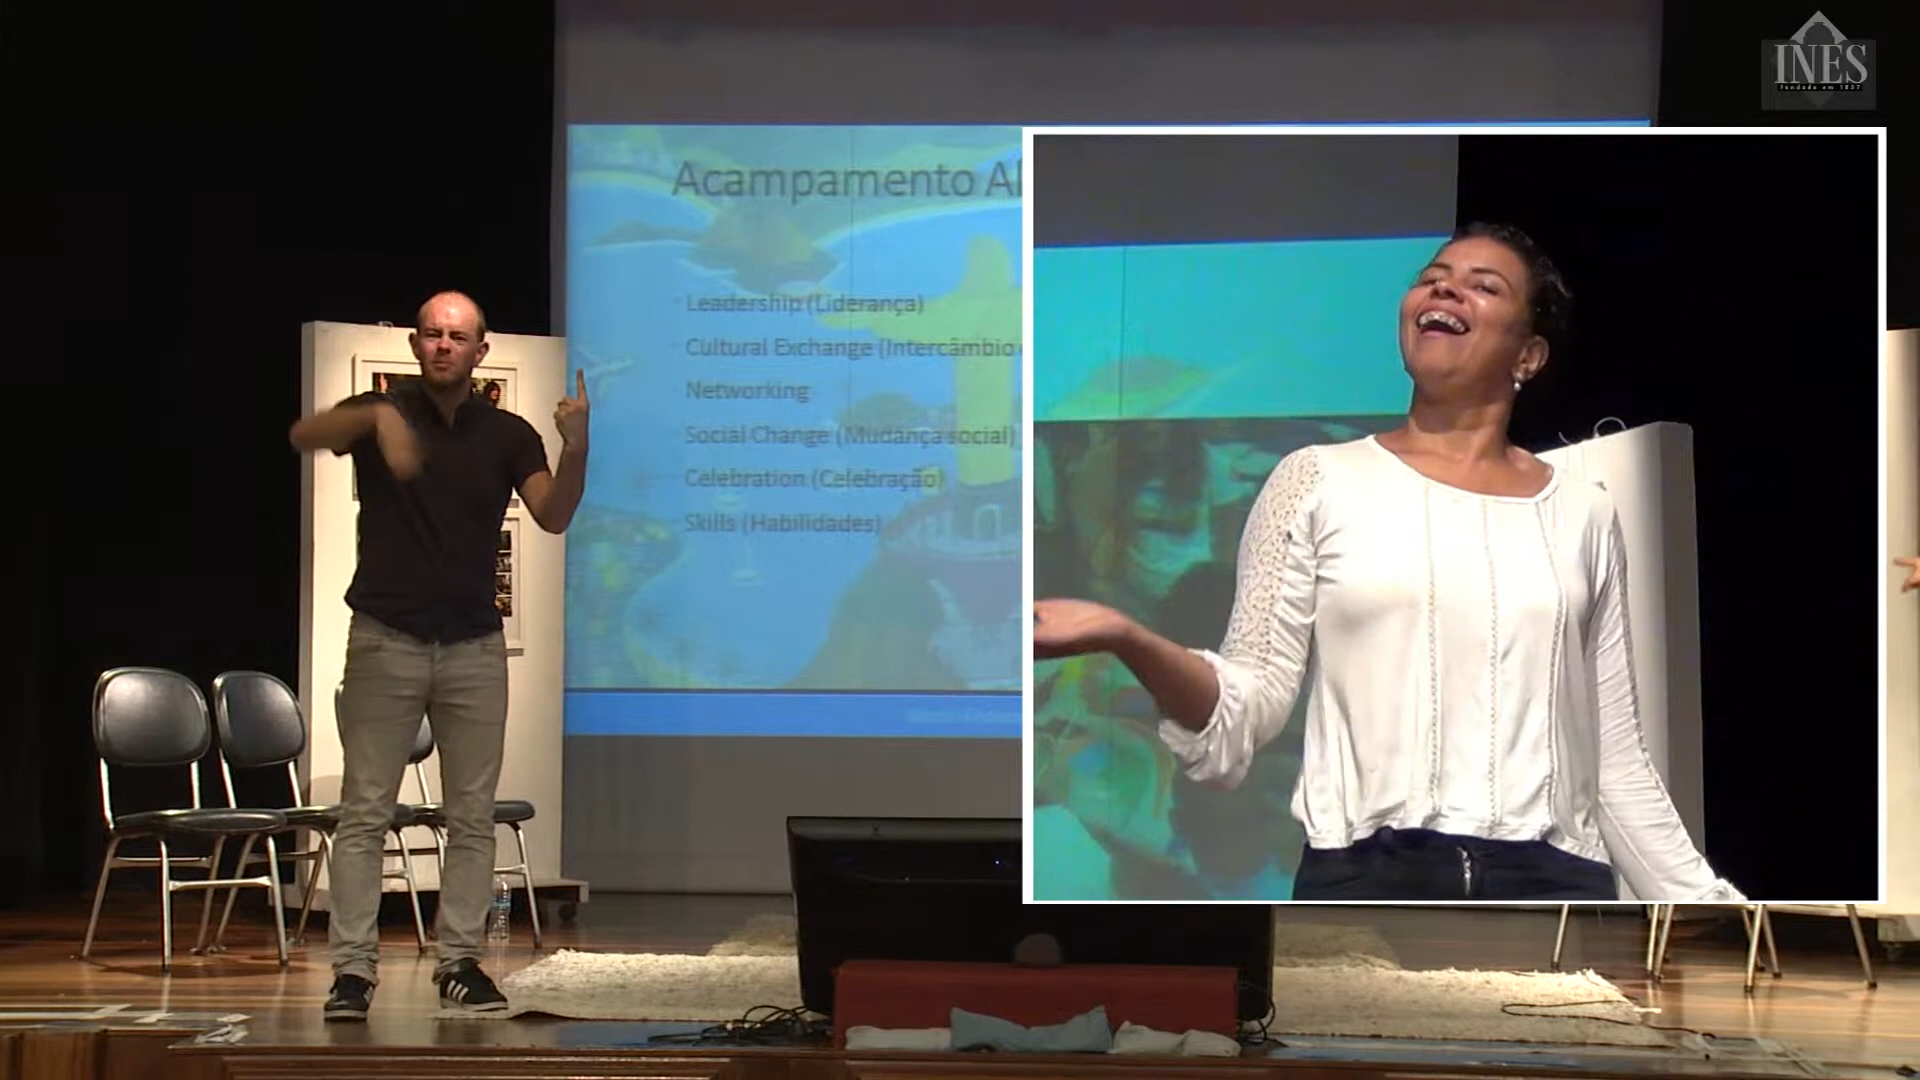 INES
fundado em 1857
Acampamento Al
Leadership (Liderança)
Cultural Exchange (Intercâmbio
Networking
Social Change (Mudança social)
Celebration (Celebração)
Skills (Habilidades)